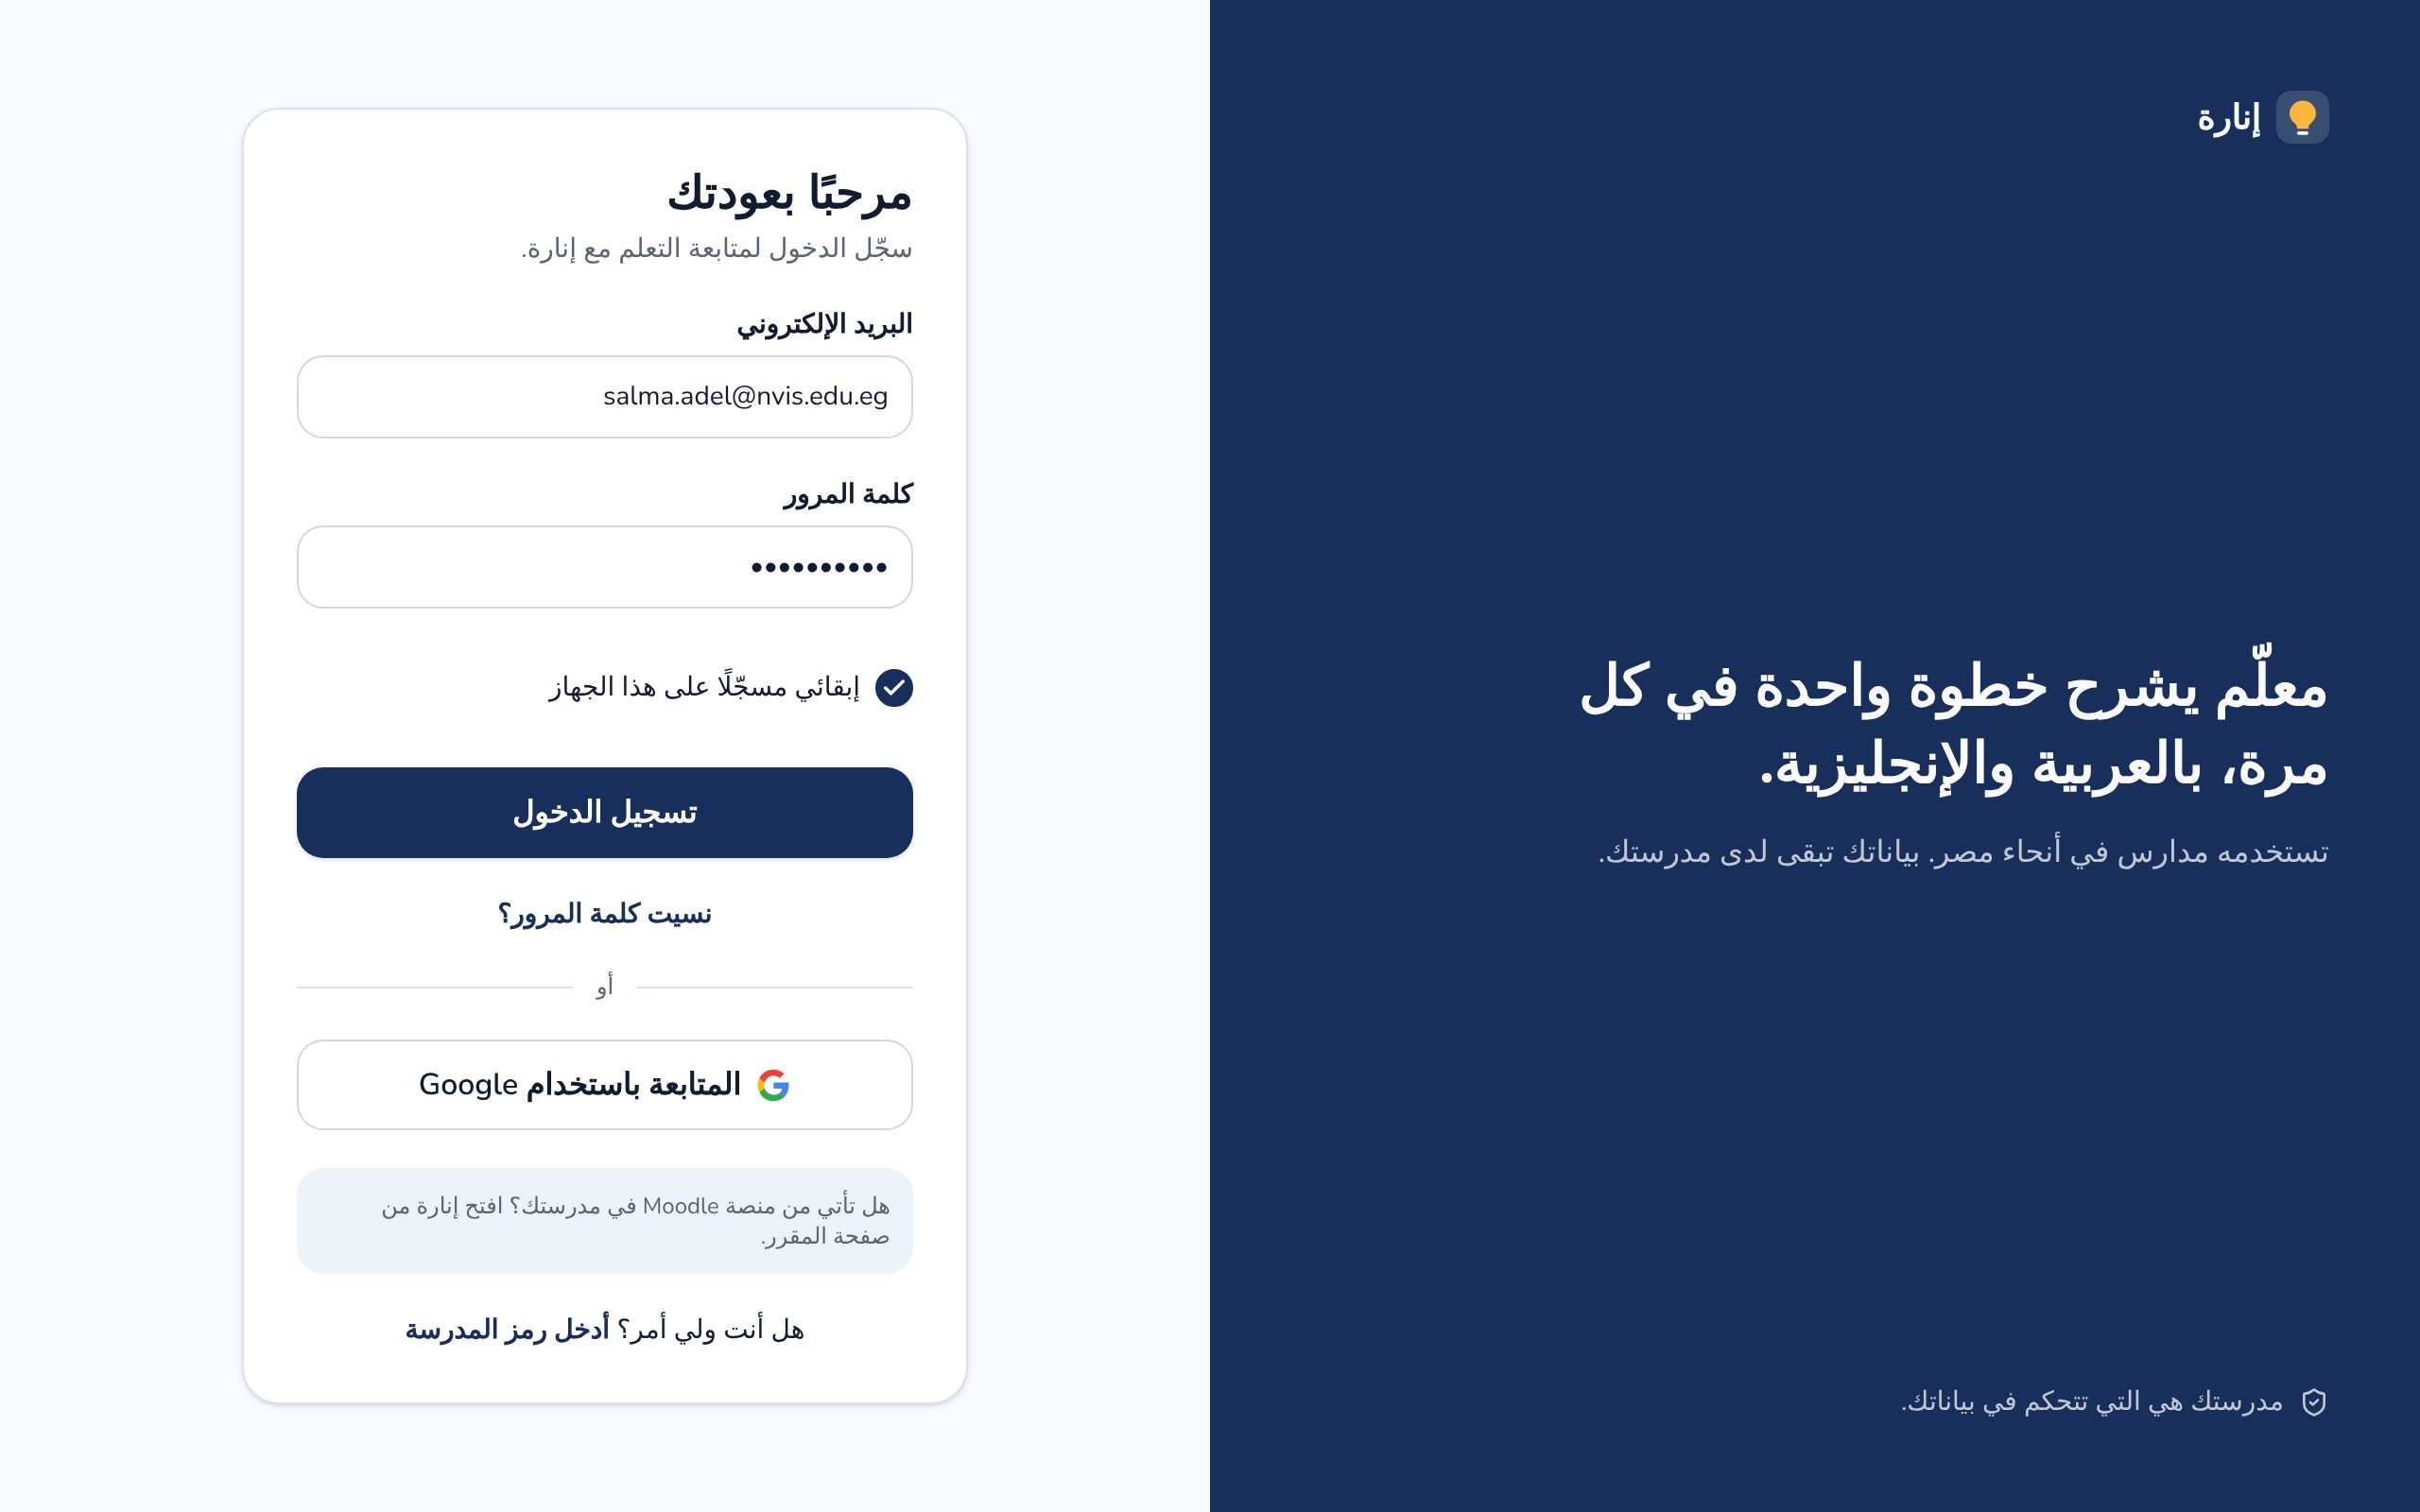 إنارة
معلّم يشرح خطوة واحدة في كل
مرة، بالعربية والإنجليزية.
تستخدمه مدارس في أنحاء مصر. بياناتك تبقى لدى مدرستك.
مدرستك هي التي تتحكم في بياناتك.
مرحبًا بعودتك
سجّل الدخول لمتابعة التعلم مع إنارة.
البريد الإلكتروني
salma.adel@nvis.edu.eg
كلمة المرور
••••••••••
إبقائي مسجّلًا على هذا الجهاز
تسجيل الدخول
نسيت كلمة المرور؟
أو
المتابعة باستخدام Google
هل تأتي من منصة Moodle في مدرستك؟ افتح إنارة من
صفحة المقرر.
هل أنت ولي أمر؟ أدخل رمز المدرسة